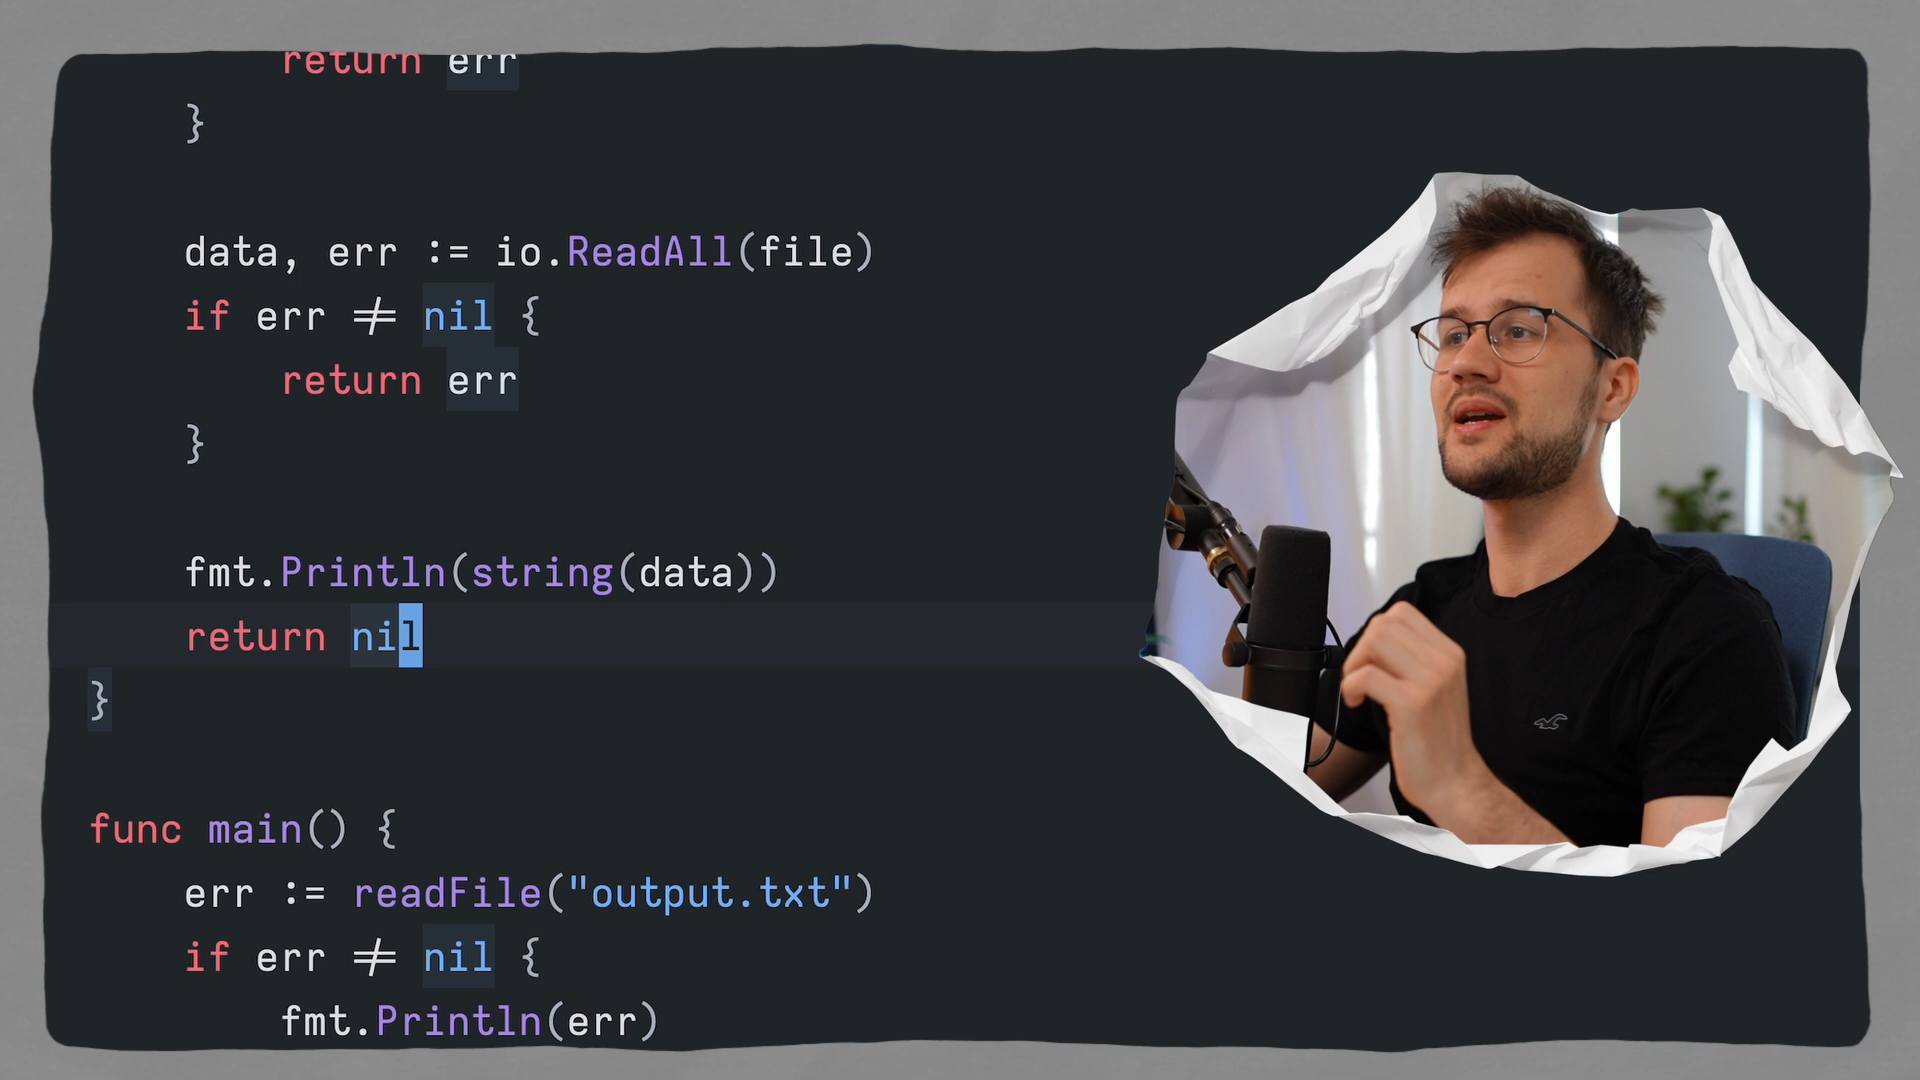 return err
}
data, err := io.ReadAll(file)
if err != nil {
return err
}
fmt.Println(string(data))
return nil
}
func main() {
err := readFile("output.txt")
if err != nil {
fmt.Println(err)